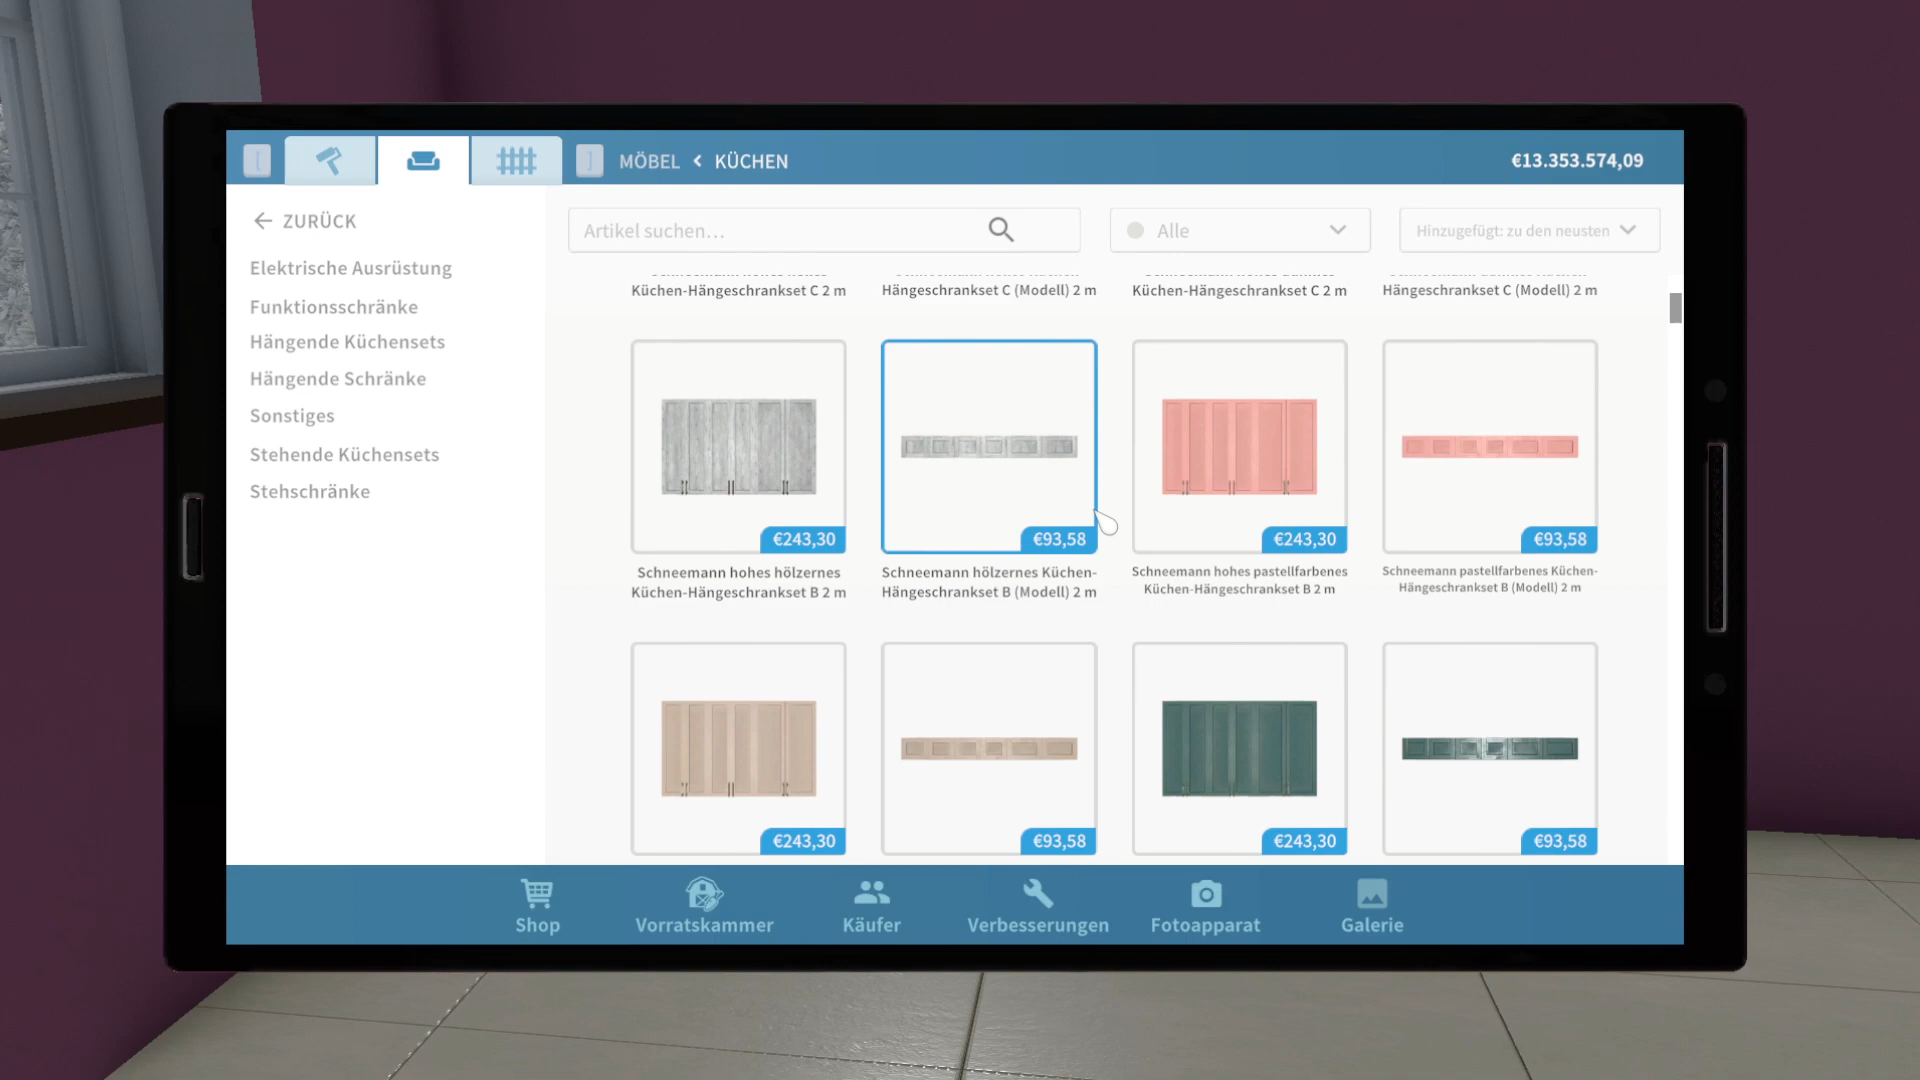 [
]
MÖBEL < KÜCHEN
€13.353.574,09
← ZURÜCK
Elektrische Ausrüstung
Funktionsschränke
Hängende Küchensets
Hängende Schränke
Sonstiges
Stehende Küchensets
Stehschränke
Artikel suchen...
Alle
Hinzugefügt: zu den neusten
Küchen-Hängeschrankset C 2 m
Hängeschrankset C (Modell) 2 m
Küchen-Hängeschrankset C 2 m
Hängeschrankset C (Modell) 2 m
€243,30
€93,58
€243,30
€93,58
Schneemann hohes hölzernes
Küchen-Hängeschrankset B 2 m
Schneemann hölzernes Küchen-
Hängeschrankset B (Modell) 2 m
Schneemann hohes pastellfarbenes
Küchen-Hängeschrankset B 2 m
Schneemann pastellfarbenes Küchen-
Hängeschrankset B (Modell) 2 m
€243,30
€93,58
€243,30
€93,58
Shop
Vorratskammer
Käufer
Verbesserungen
Fotoapparat
Galerie